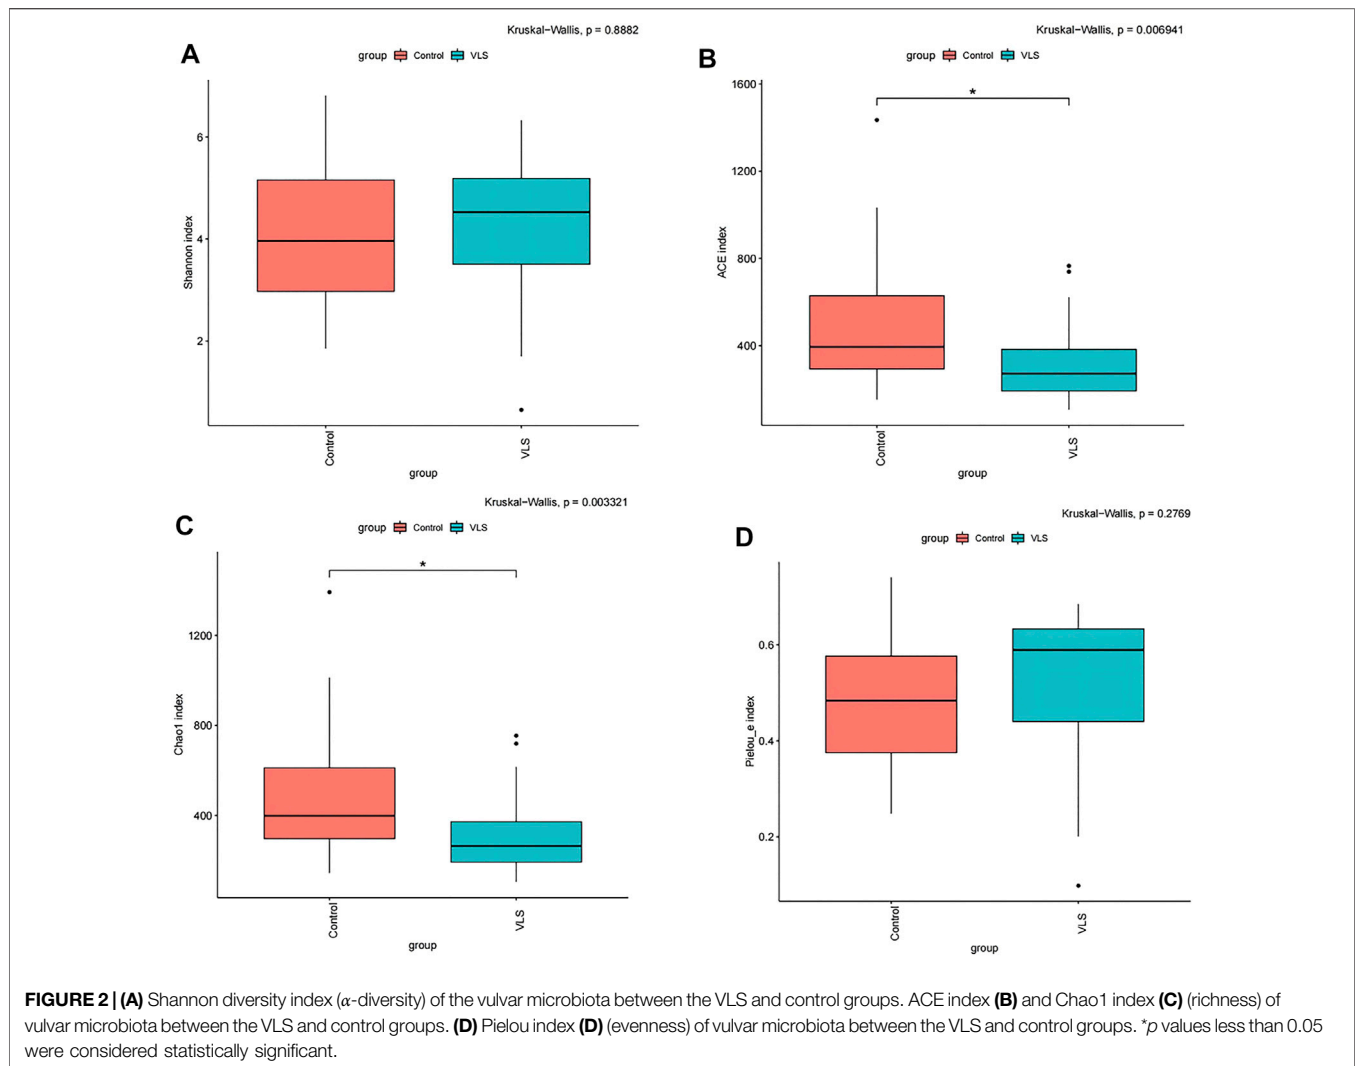 A
Kruskal-Wallis, p = 0.8882
group Control VLS
Shannon index
6
4
2
Control
VLS
group
B
Kruskal-Wallis, p = 0.006941
group Control VLS
ACE index
1600
1200
800
400
*
Control
VLS
group
C
Kruskal-Wallis, p = 0.003321
group Control VLS
Chao1 index
1200
800
400
*
Control
VLS
group
D
Kruskal-Wallis, p = 0.2769
group Control VLS
Pielou_e index
0.6
0.4
0.2
Control
VLS
group
FIGURE 2 | (A) Shannon diversity index (α-diversity) of the vulvar microbiota between the VLS and control groups. ACE index (B) and Chao1 index (C) (richness) of
vulvar microbiota between the VLS and control groups. (D) Pielou index (D) (evenness) of vulvar microbiota between the VLS and control groups. *p values less than 0.05
were considered statistically significant.